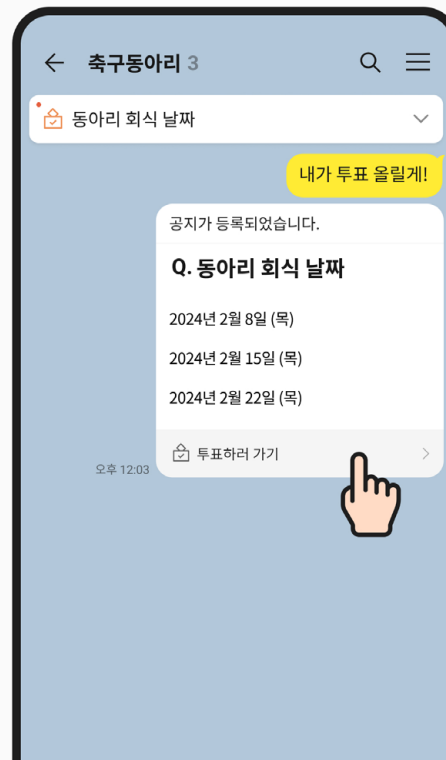 축구동아리 3
동아리 회식 날짜
내가 투표 올릴게!
공지가 등록되었습니다.
Q. 동아리 회식 날짜
2024년 2월 8일 (목)
2024년 2월 15일 (목)
2024년 2월 22일 (목)
투표하러 가기
오후 12:03